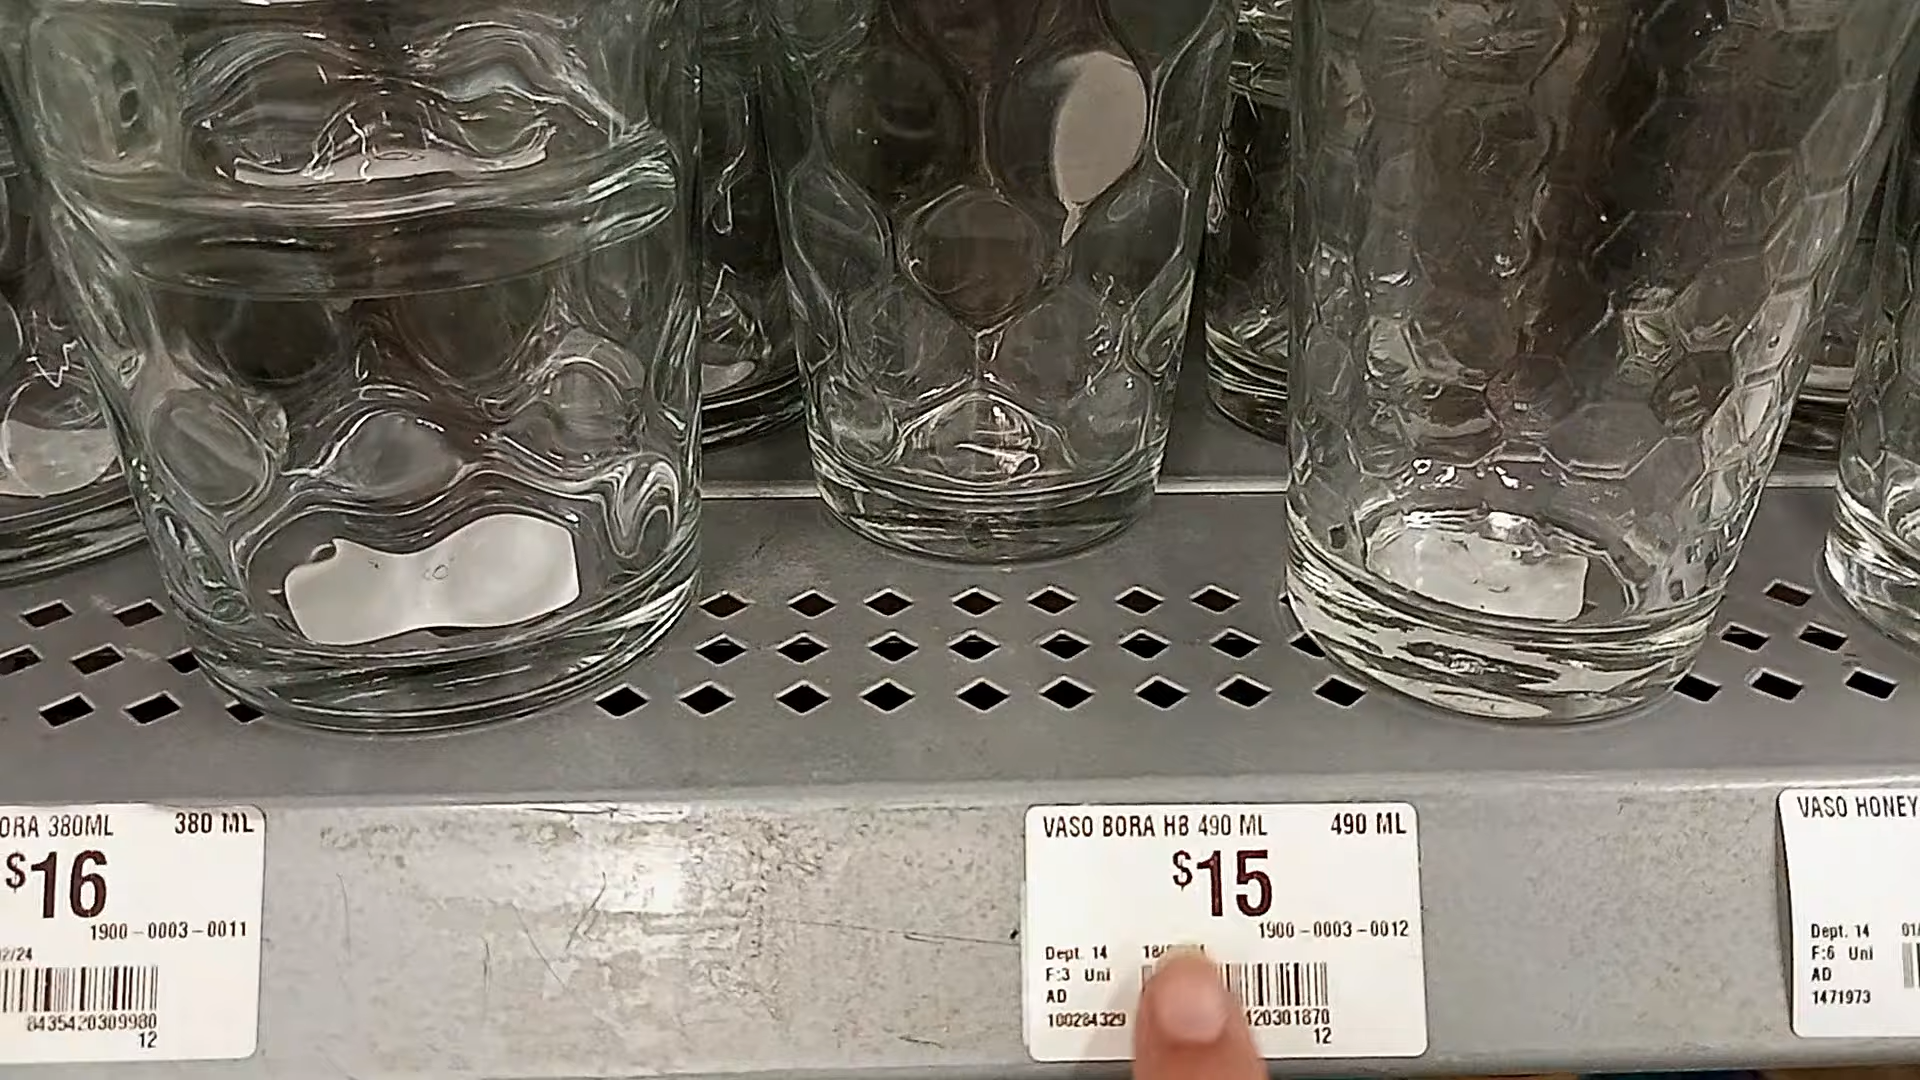 ORA 380ML 380 ML
$16
1900-0003-0011
2/24
8435420309980
12
VASO BORA HB 490 ML 490 ML
$15
1900-0003-0012
Dept. 14
F:3 Uni
AD
100284329 120301870
12
VASO HONEY
Dept. 14 01/
F:6 Uni
AD
1471973